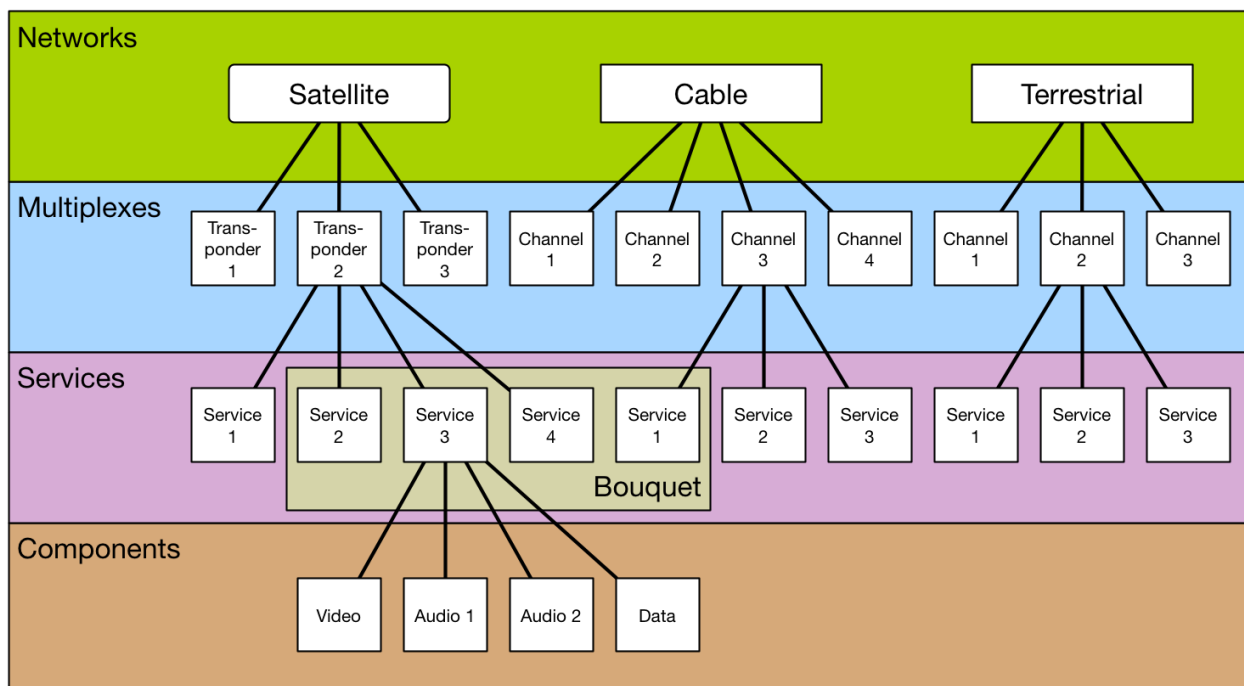 Networks
Satellite
Cable
Terrestrial
Multiplexes
Trans-
ponder
1
Trans-
ponder
2
Trans-
ponder
3
Channel
1
Channel
2
Channel
3
Channel
4
Channel
1
Channel
2
Channel
3
Services
Service
1
Service
2
Service
3
Service
4
Service
1
Service
2
Service
3
Service
1
Service
2
Service
3
Bouquet
Components
Video
Audio 1
Audio 2
Data